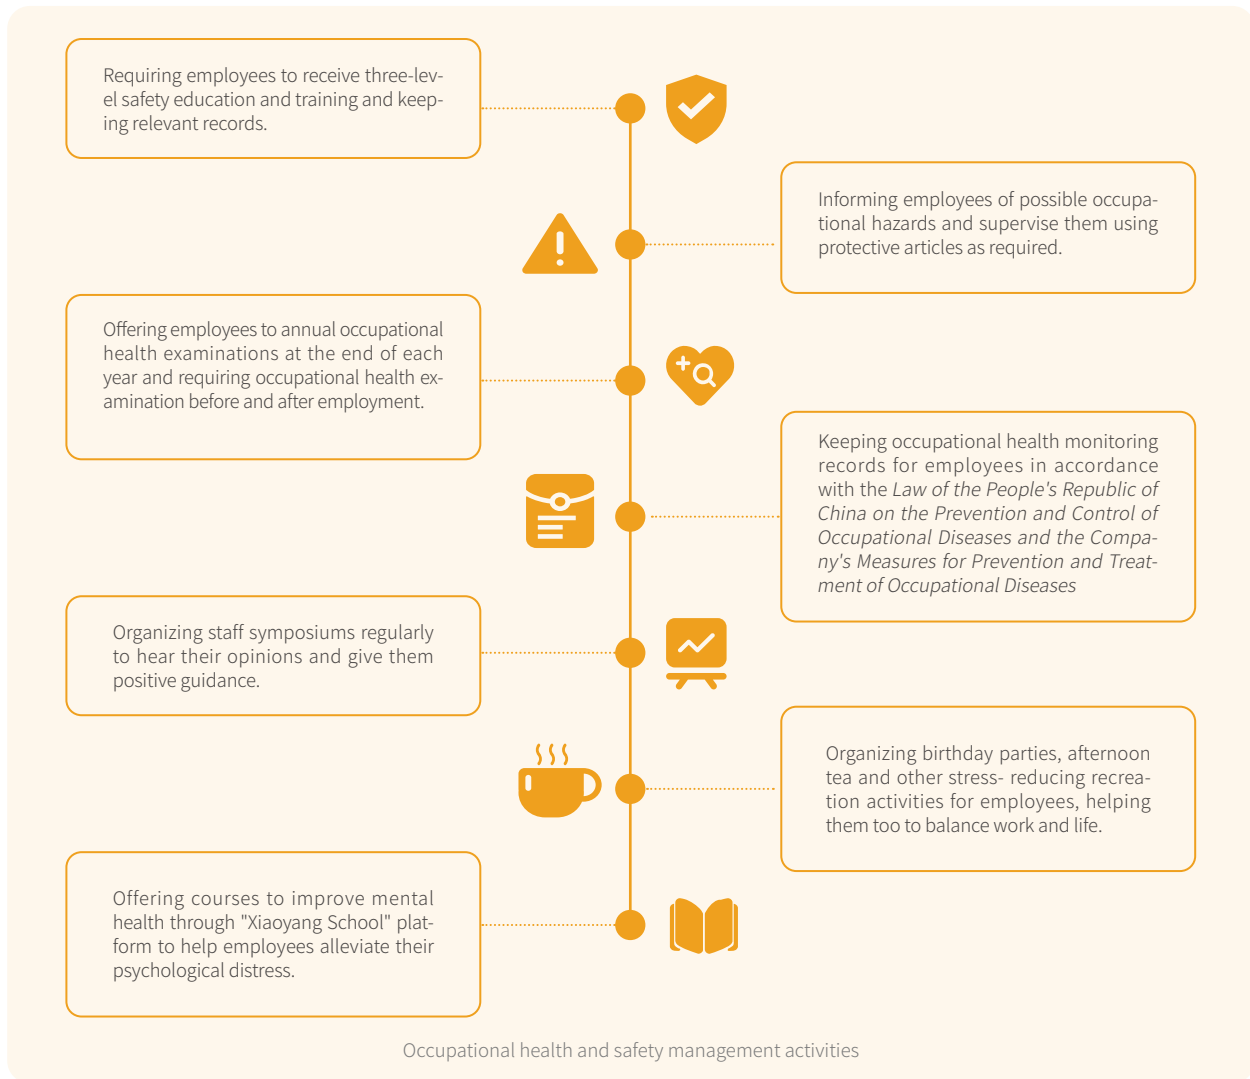 Requiring employees to receive three-lev-
el safety education and training and keep-
ing relevant records.
Informing employees of possible occupa-
tional hazards and supervise them using
protective articles as required.
Offering employees to annual occupational
health examinations at the end of each
year and requiring occupational health ex-
amination before and after employment.
Keeping occupational health monitoring
records for employees in accordance
with the Law of the People's Republic of
China on the Prevention and Control of
Occupational Diseases and the Compa-
ny's Measures for Prevention and Treat-
ment of Occupational Diseases
Organizing staff symposiums regularly
to hear their opinions and give them
positive guidance.
Organizing birthday parties, afternoon
tea and other stress- reducing recrea-
tion activities for employees, helping
them too to balance work and life.
Offering courses to improve mental
health through "Xiaoyang School" plat-
form to help employees alleviate their
psychological distress.
Occupational health and safety management activities